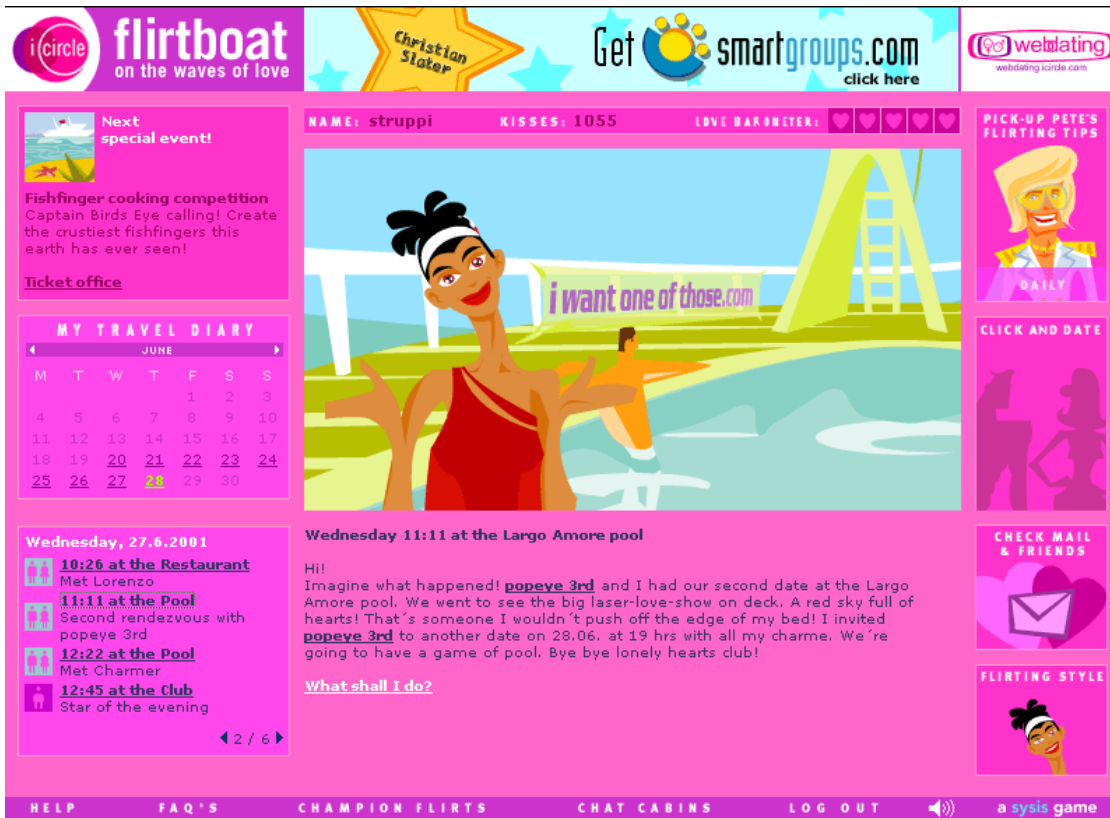 i(circle
flirtboat
on the waves of love
Christian
Slater
Get smartgroups.com
click here
webdating
webdating.icircle.com
Next
special event!
Fishfinger cooking competition
Captain Birds Eye calling! Create
the crustiest fishfingers this
earth has ever seen!
Ticket office
MY TRAVEL DIARY
JUNE
M T W T F S S
1 2 3
4 5 6 7 8 9 10
11 12 13 14 15 16 17
18 19 20 21 22 23 24
25 26 27 28 29 30
Wednesday, 27.6.2001
10:26 at the Restaurant
Met Lorenzo
11:11 at the Pool
Second rendezvous with
popeye 3rd
12:22 at the Pool
Met Charmer
12:45 at the Club
Star of the evening
2 / 6
NAME: struppi KISSES: 1055 LOVE BAROMETER:
i want one of those.com
Wednesday 11:11 at the Largo Amore pool
Hi!
Imagine what happened! popeye 3rd and I had our second date at the Largo
Amore pool. We went to see the big laser-love-show on deck. A red sky full of
hearts! That´s someone I wouldn´t push off the edge of my bed! I invited
popeye 3rd to another date on 28.06. at 19 hrs with all my charme. We´re
going to have a game of pool. Bye bye lonely hearts club!
What shall I do?
PICK-UP PETE'S
FLIRTING TIPS
DAILY
CLICK AND DATE
CHECK MAIL
& FRIENDS
FLIRTING STYLE
HELP FAQ'S CHAMPION FLIRTS CHAT CABINS LOG OUT a sysis game